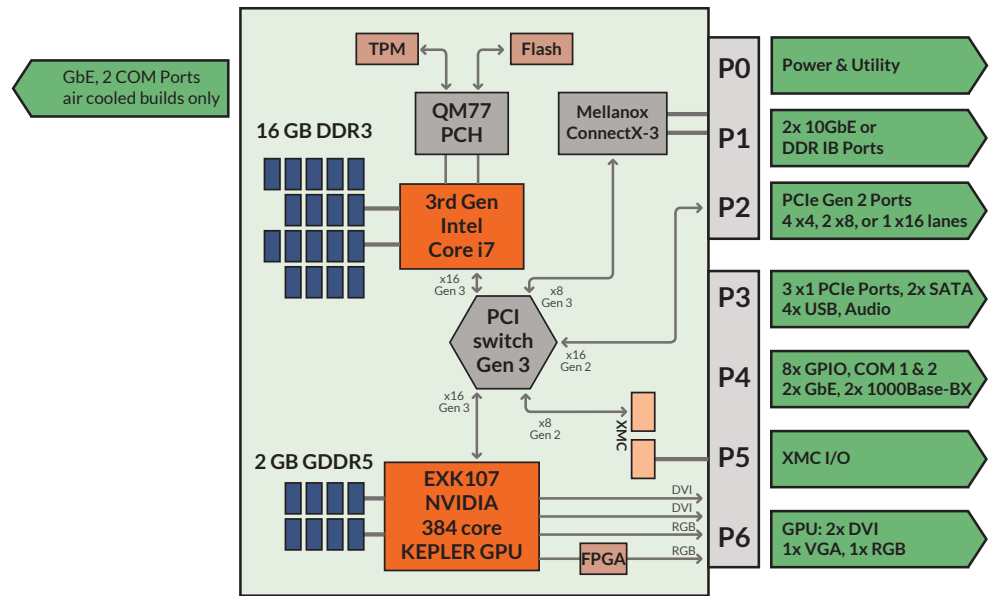 GbE, 2 COM Ports
air cooled builds only
TPM
Flash
QM77
PCH
Mellanox
ConnectX-3
16 GB DDR3
3rd Gen
Intel
Core i7
x16
Gen 3
x8
Gen 3
PCI
switch
Gen 3
x16
Gen 2
x16
Gen 3
x8
Gen 2
XMC
2 GB GDDR5
EXK107
NVIDIA
384 core
KEPLER GPU
DVI
DVI
RGB
FPGA
RGB
P0
P1
P2
P3
P4
P5
P6
Power & Utility
2x 10GbE or
DDR IB Ports
PCIe Gen 2 Ports
4 x4, 2 x8, or 1 x16 lanes
3 x1 PCIe Ports, 2x SATA
4x USB, Audio
8x GPIO, COM 1 & 2
2x GbE, 2x 1000Base-BX
XMC I/O
GPU: 2x DVI
1x VGA, 1x RGB